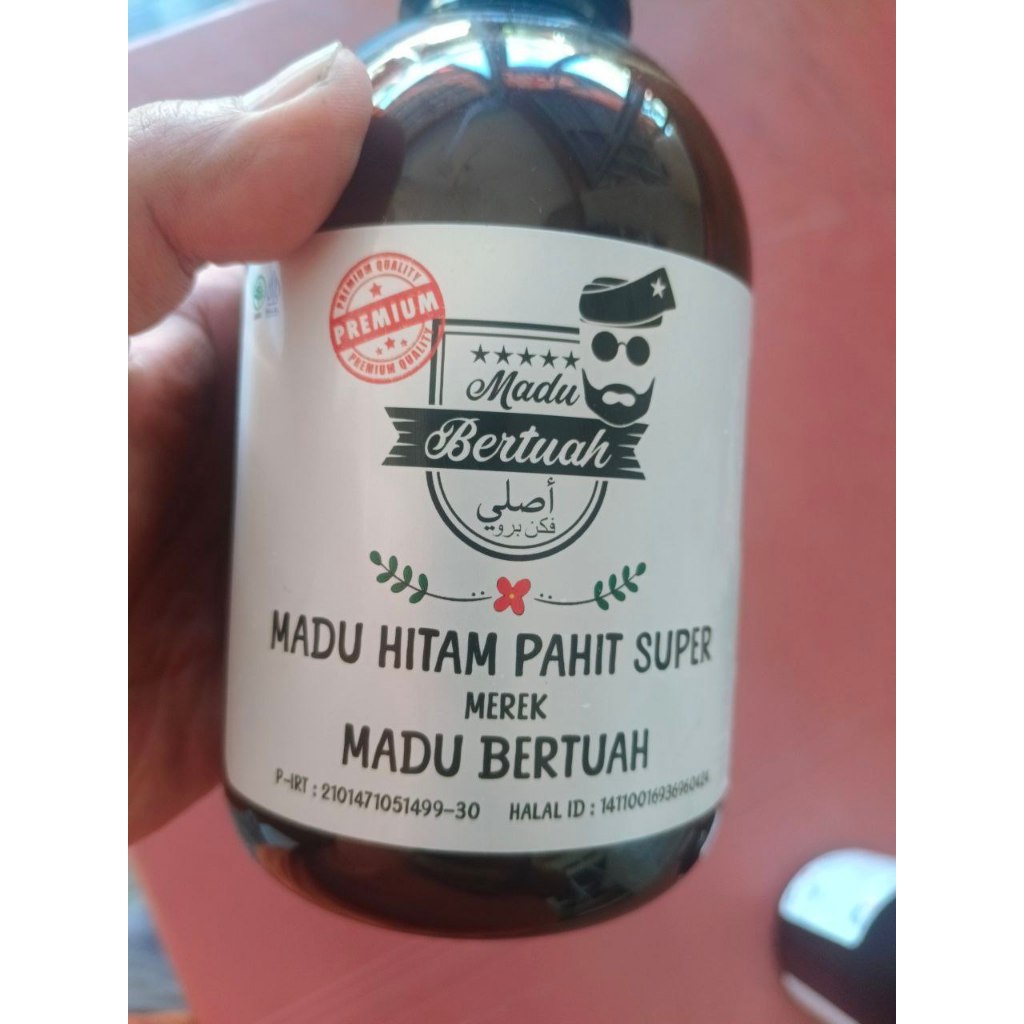 PREMIUM QUALITY
PREMIUM
PREMIUM QUALITY
Madu
Bertuah
أصلي
فكن برو
MADU HITAM PAHIT SUPER
MEREK
MADU BERTUAH
P-IRT : 2101471051499-30 HALAL ID : 14110016936960424